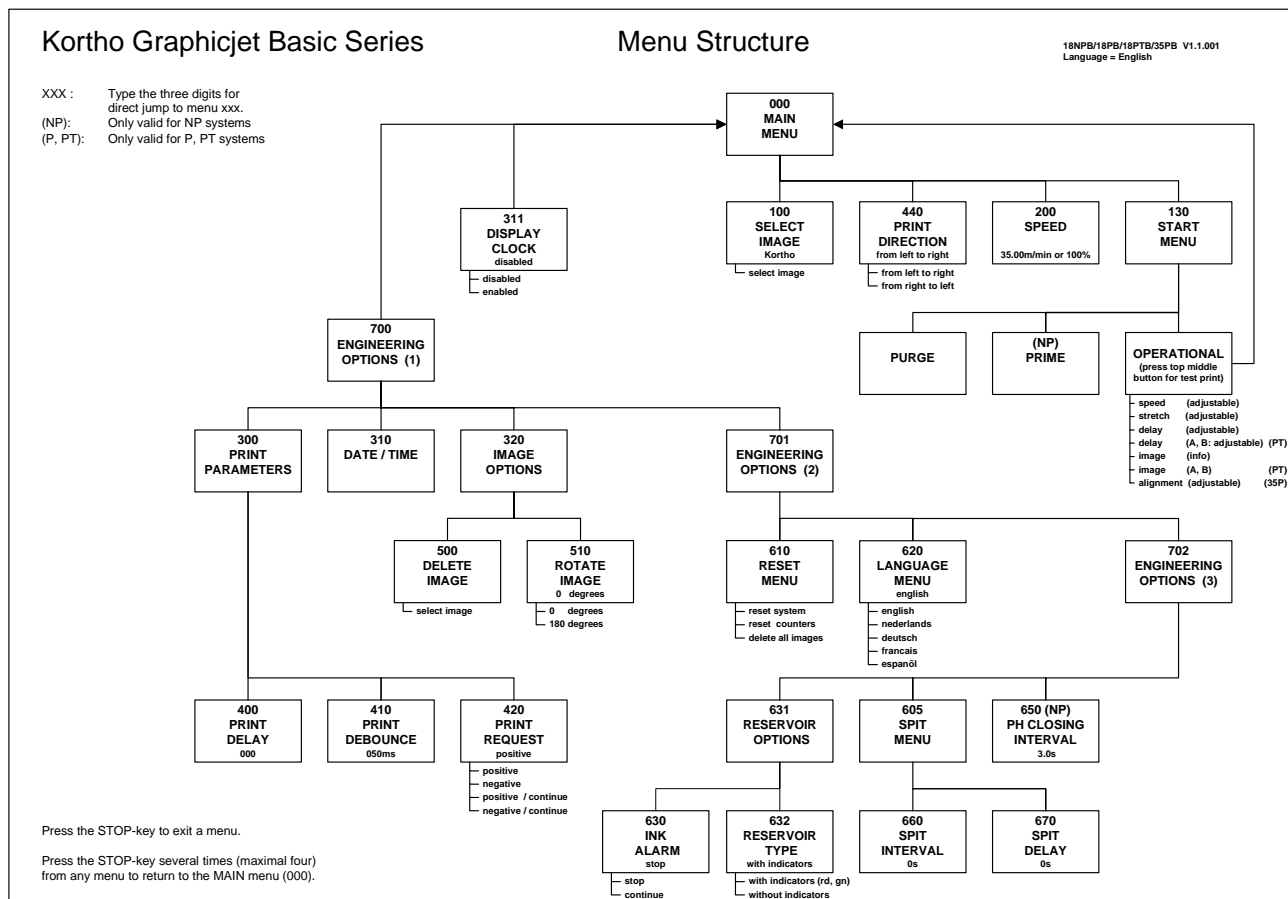 Kortho Graphicjet Basic Series
Menu Structure
18NPB/18PB/18PTB/35PB V1.1.001
Language = English
XXX : Type the three digits for
direct jump to menu xxx.
(NP): Only valid for NP systems
(P, PT): Only valid for P, PT systems
000
MAIN
MENU
311
DISPLAY
CLOCK
disabled
disabled
enabled
100
SELECT
IMAGE
Kortho
select image
440
PRINT
DIRECTION
from left to right
from left to right
from right to left
200
SPEED
35.00m/min or 100%
130
START
MENU
700
ENGINEERING
OPTIONS (1)
PURGE
(NP)
PRIME
OPERATIONAL
(press top middle
button for test print)
speed (adjustable)
stretch (adjustable)
delay (adjustable)
delay (A, B: adjustable) (PT)
image (info)
image (A, B) (PT)
alignment (adjustable) (35P)
300
PRINT
PARAMETERS
310
DATE / TIME
320
IMAGE
OPTIONS
701
ENGINEERING
OPTIONS (2)
500
DELETE
IMAGE
select image
510
ROTATE
IMAGE
0 degrees
0 degrees
180 degrees
610
RESET
MENU
reset system
reset counters
delete all images
620
LANGUAGE
MENU
english
english
nederlands
deutsch
francais
espanõl
702
ENGINEERING
OPTIONS (3)
400
PRINT
DELAY
000
410
PRINT
DEBOUNCE
050ms
420
PRINT
REQUEST
positive
positive
negative
positive / continue
negative / continue
631
RESERVOIR
OPTIONS
605
SPIT
MENU
650 (NP)
PH CLOSING
INTERVAL
3.0s
630
INK
ALARM
stop
stop
continue
632
RESERVOIR
TYPE
with indicators
with indicators (rd, gn)
without indicators
660
SPIT
INTERVAL
0s
670
SPIT
DELAY
0s
Press the STOP-key to exit a menu.
Press the STOP-key several times (maximal four)
from any menu to return to the MAIN menu (000).